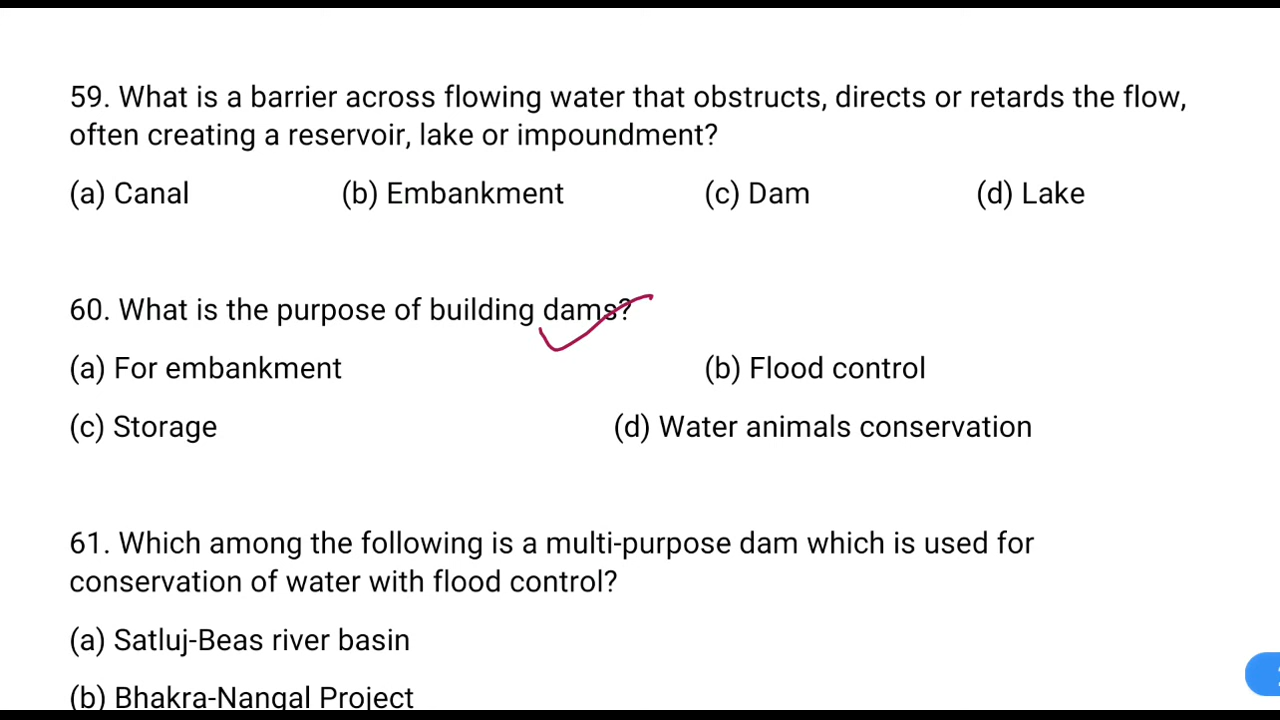 59. What is a barrier across flowing water that obstructs, directs or retards the flow,
often creating a reservoir, lake or impoundment?
(a) Canal (b) Embankment (c) Dam (d) Lake
60. What is the purpose of building dams?
(a) For embankment (b) Flood control
(c) Storage (d) Water animals conservation
61. Which among the following is a multi-purpose dam which is used for
conservation of water with flood control?
(a) Satluj-Beas river basin
(b) Bhakra-Nangal Project